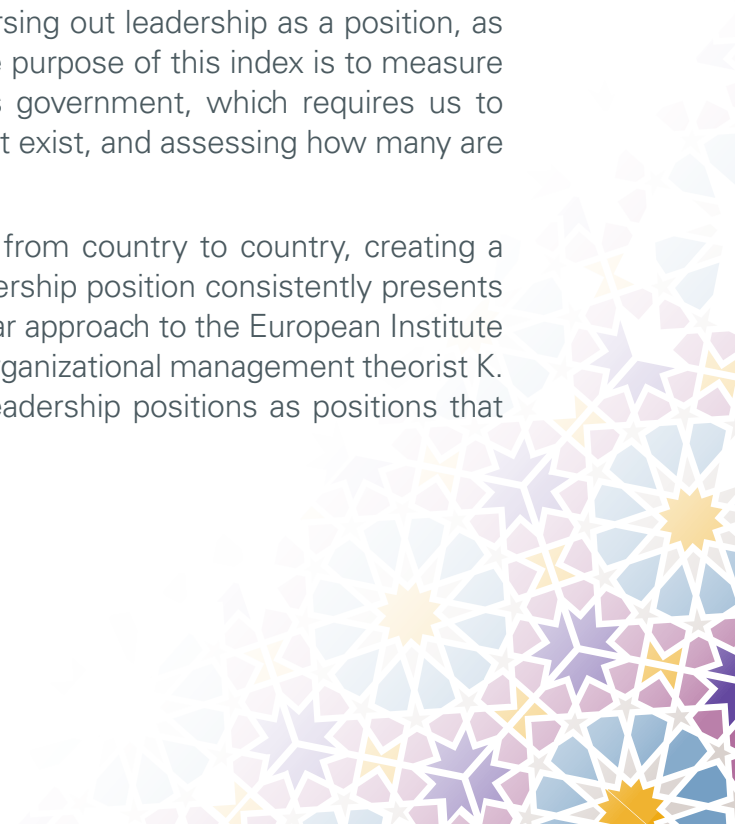 rsing out leadership as a position, as
purpose of this index is to measure
government, which requires us to
t exist, and assessing how many are
from country to country, creating a
ership position consistently presents
ar approach to the European Institute
rganizational management theorist K.
eadership positions as positions that